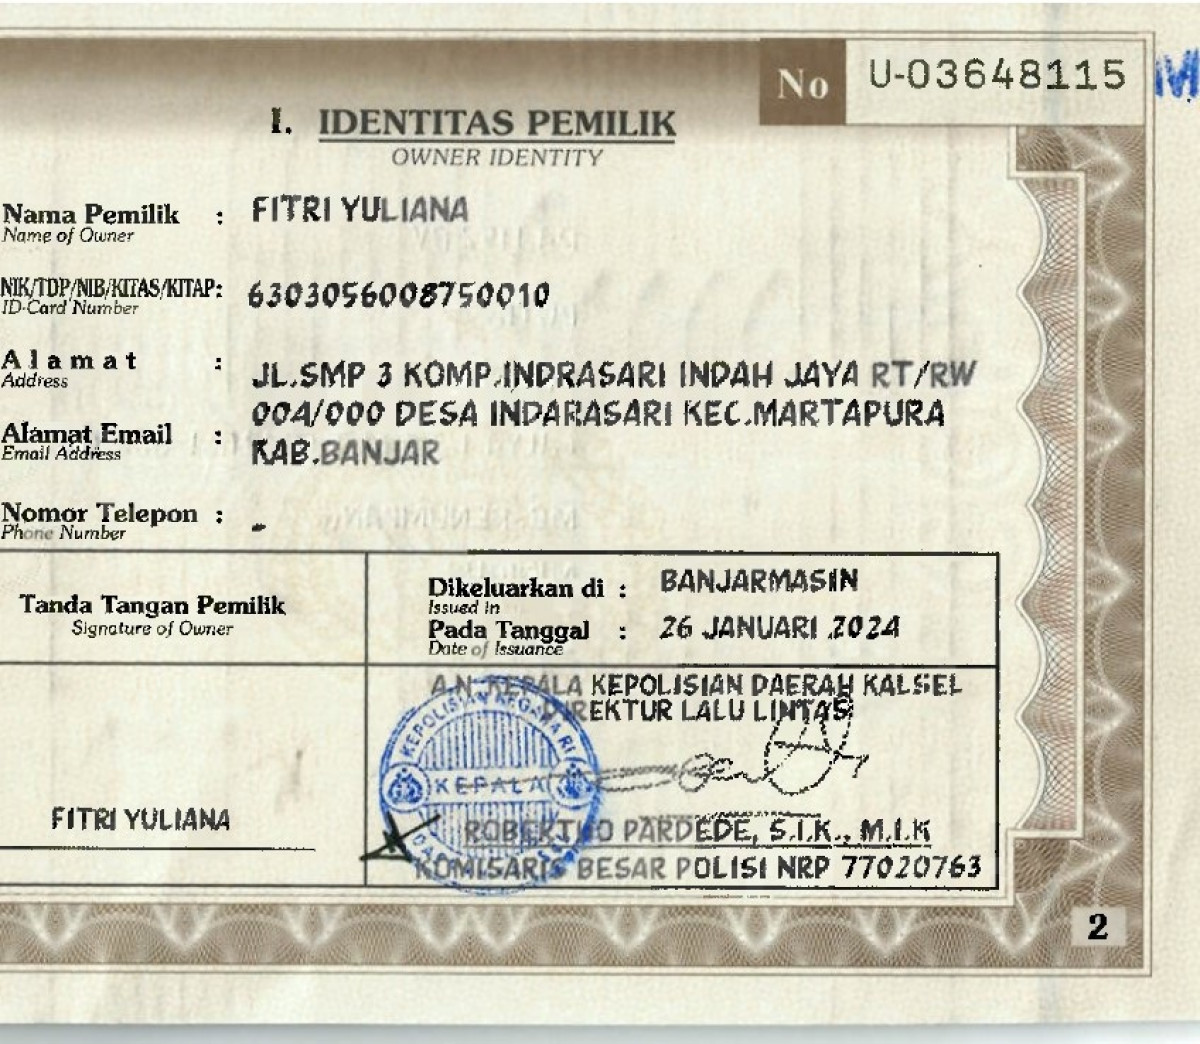 No U-03648115
I. IDENTITAS PEMILIK
OWNER IDENTITY
Nama Pemilik : FITRI YULIANA
Name of Owner
NIK/TDP/NIB/KITAS/KITAP: 6303056008750010
ID-Card Number
Alamat : JL.SMP 3 KOMP.INDRASARI INDAH JAYA RT/RW
Address
004/000 DESA INDARASARI KEC.MARTAPURA
Alamat Email :
Email Address
KAB.BANJAR
Nomor Telepon : -
Phone Number
Tanda Tangan Pemilik
Signature of Owner
FITRI YULIANA
Dikeluarkan di : BANJARMASIN
Issued in
Pada Tanggal : 26 JANUARI 2024
Date of Issuance
A.N. KEPALA KEPOLISIAN DAERAH KALSEL
DIREKTUR LALU LINTAS
KEPOLISIAN NEGARA RI
KEPALA
PARDEDE, S.I.K., M.I.K
KOMISARIS BESAR POLISI NRP 77020763
2